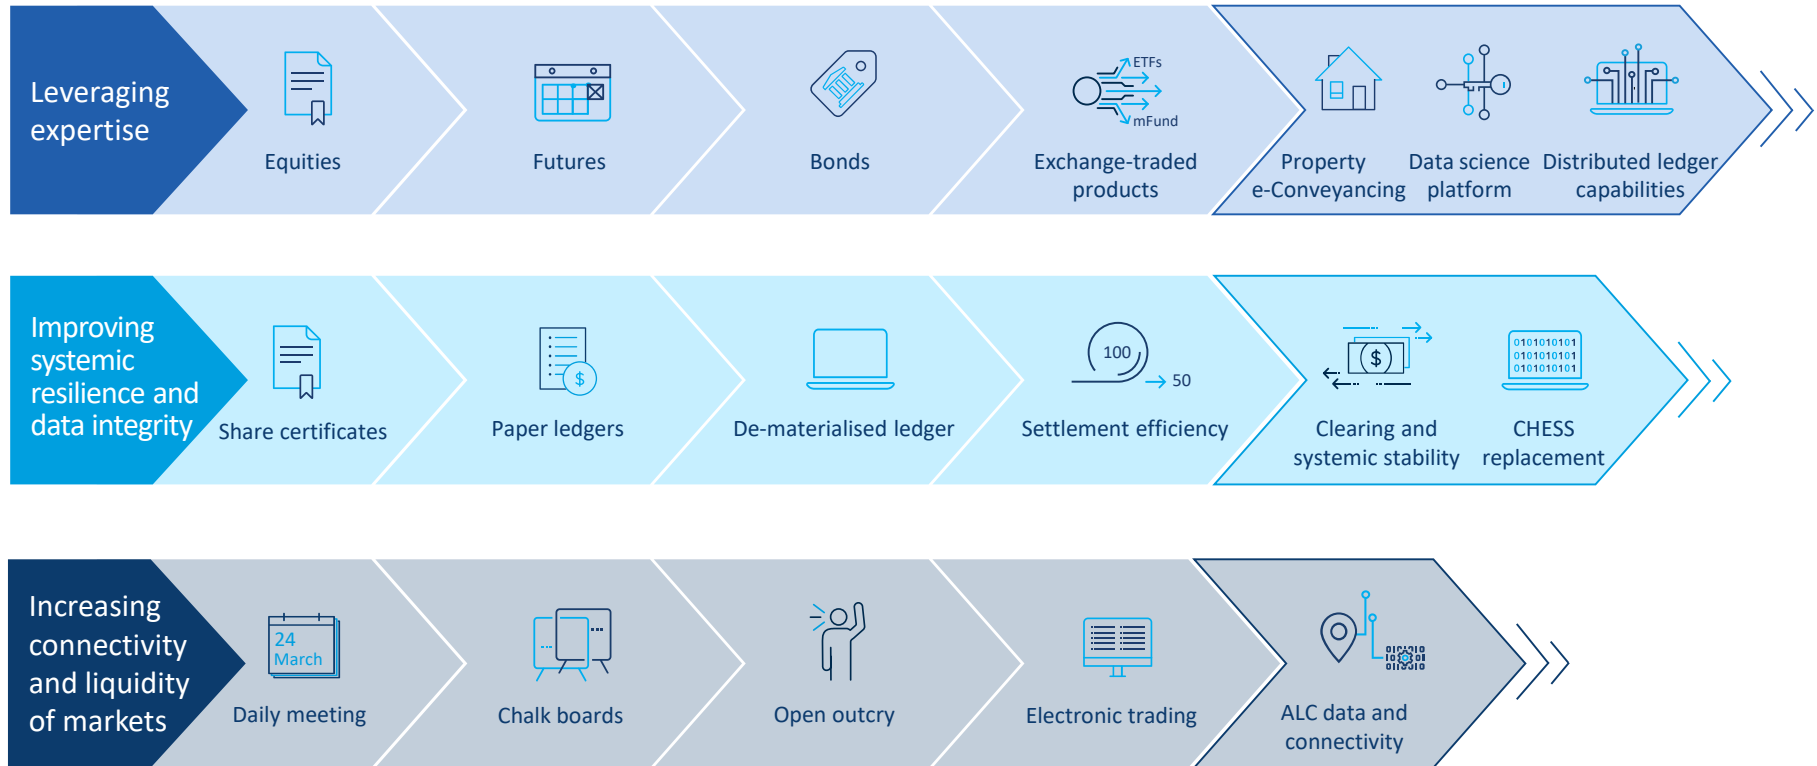 Leveraging
expertise
Equities
Futures
Bonds
ETFs
mFund
Exchange-traded
products
Property
e-Conveyancing
Data science
platform
Distributed ledger
capabilities
Improving
systemic
resilience and
data integrity
Share certificates
$
Paper ledgers
De-materialised ledger
100
50
Settlement efficiency
$
Clearing and
systemic stability
0101010101
0101010101
0101010101
CHESS
replacement
Increasing
connectivity
and liquidity
of markets
24
March
Daily meeting
Chalk boards
Open outcry
Electronic trading
ALC data and
connectivity